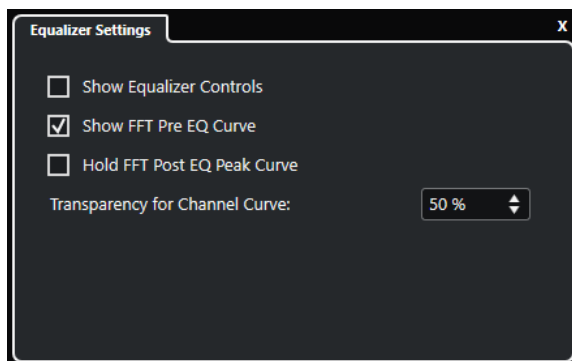 Equalizer Settings
X
Show Equalizer Controls
Show FFT Pre EQ Curve
Hold FFT Post EQ Peak Curve
Transparency for Channel Curve: 50 %